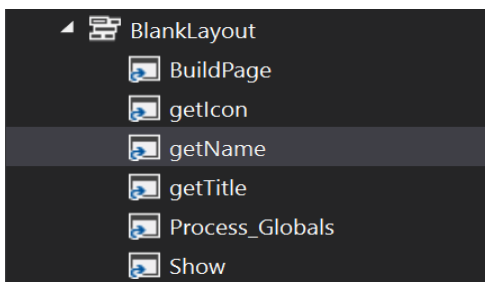 BlankLayout
BuildPage
getIcon
getName
getTitle
Process_Globals
Show